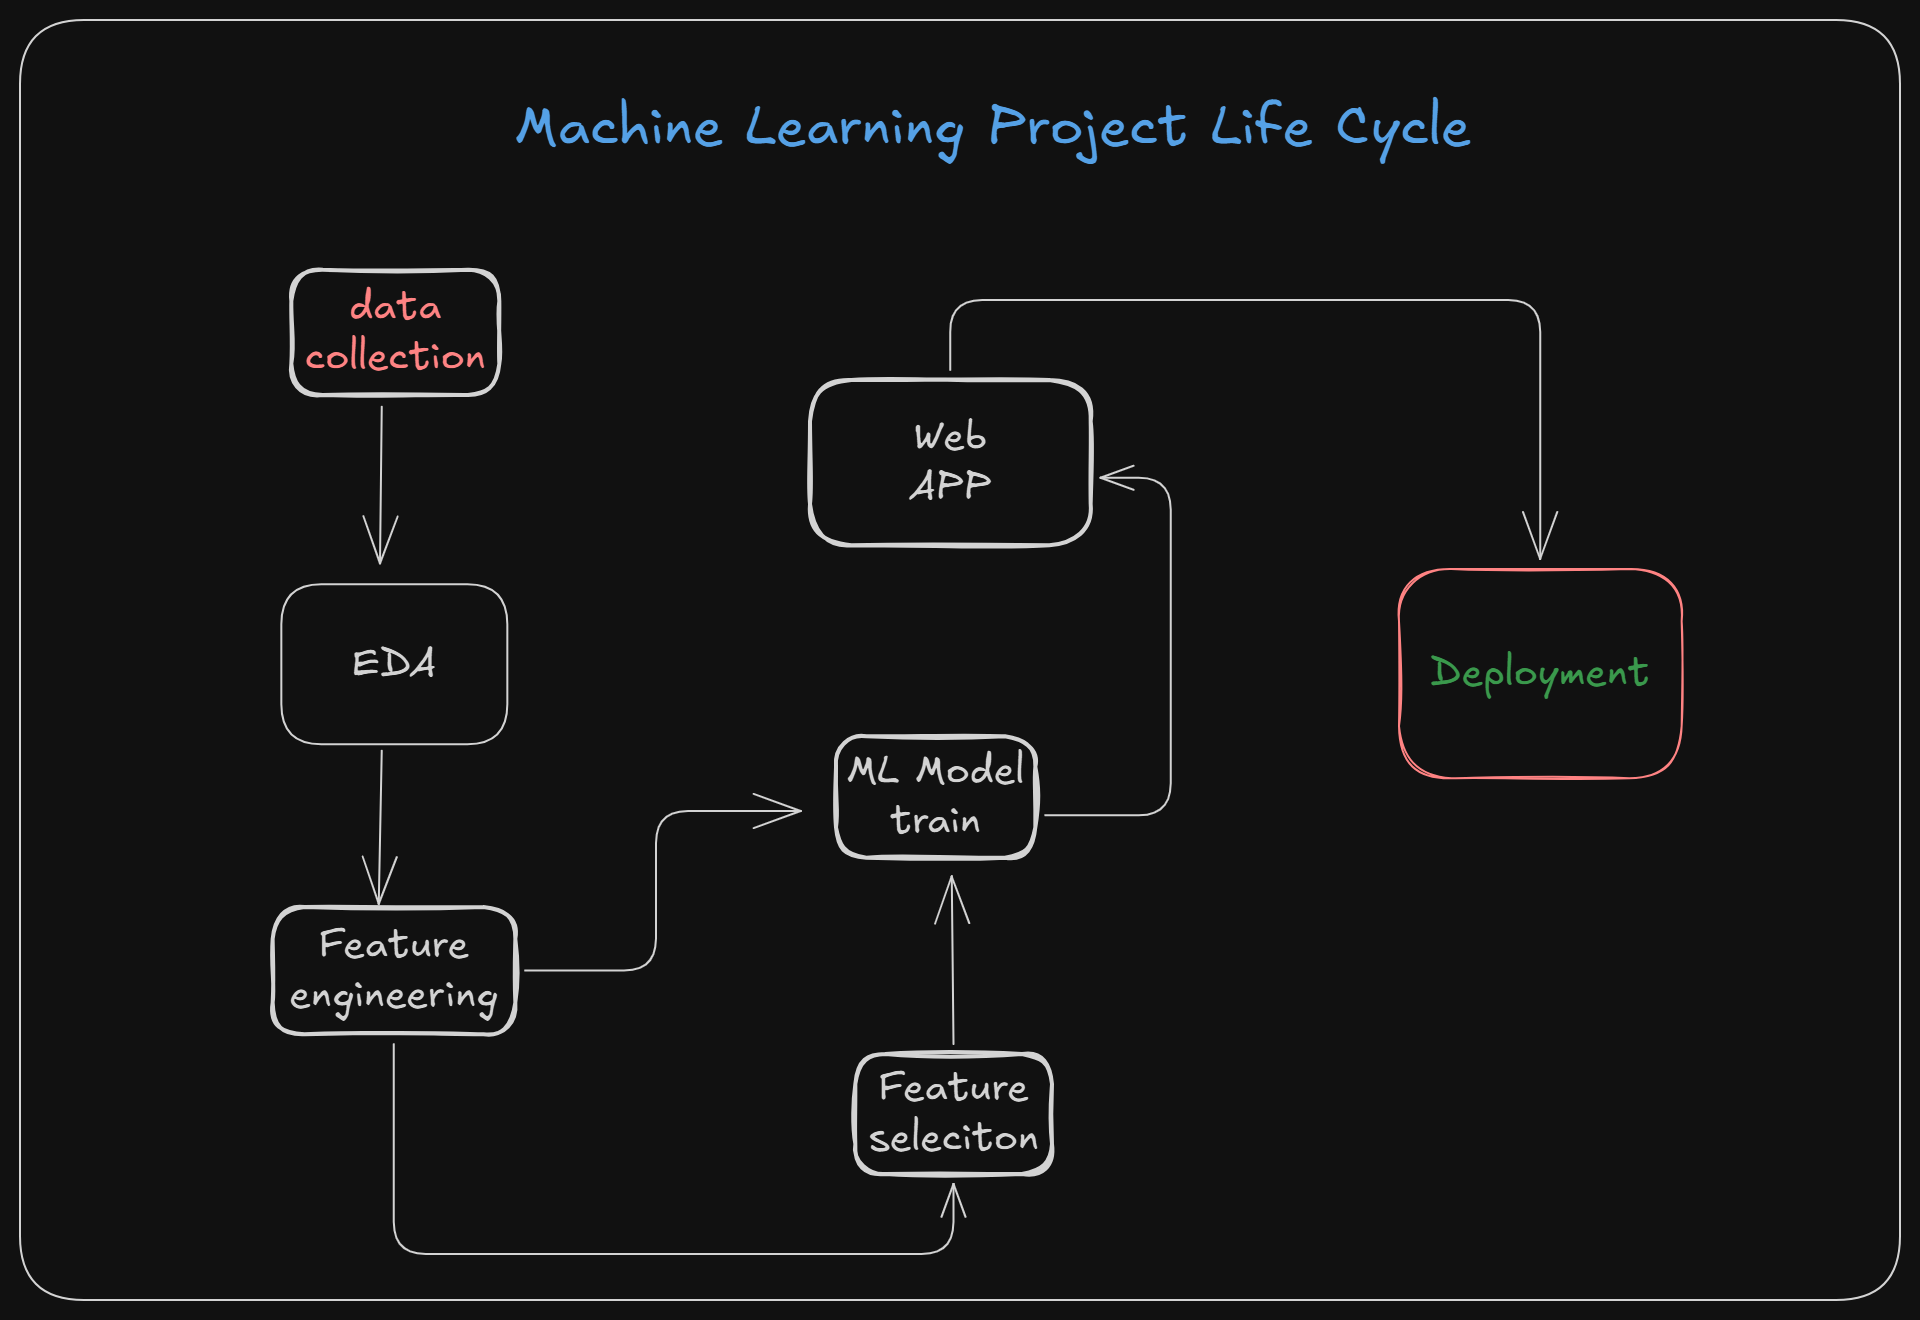 Machine Learning Project Life Cycle
data
collection
EDA
Feature
engineering
Feature
seleciton
ML Model
train
Web
APP
Deployment